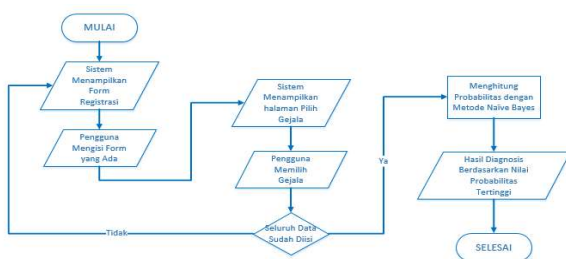 MULAI
Sistem
Menampilkan
Form
Registrasi
Pengguna
Mengisi Form
yang Ada
Sistem
Menampilkan
halaman Pilih
Gejala
Pengguna
Memilih
Gejala
Seluruh Data
Sudah Diisi
Tidak
Ya
Menghitung
Probabilitas dengan
Metode Naive Bayes
Hasil Diagnosis
Berdasarkan Nilai
Probabilitas
Tertinggi
SELESAI